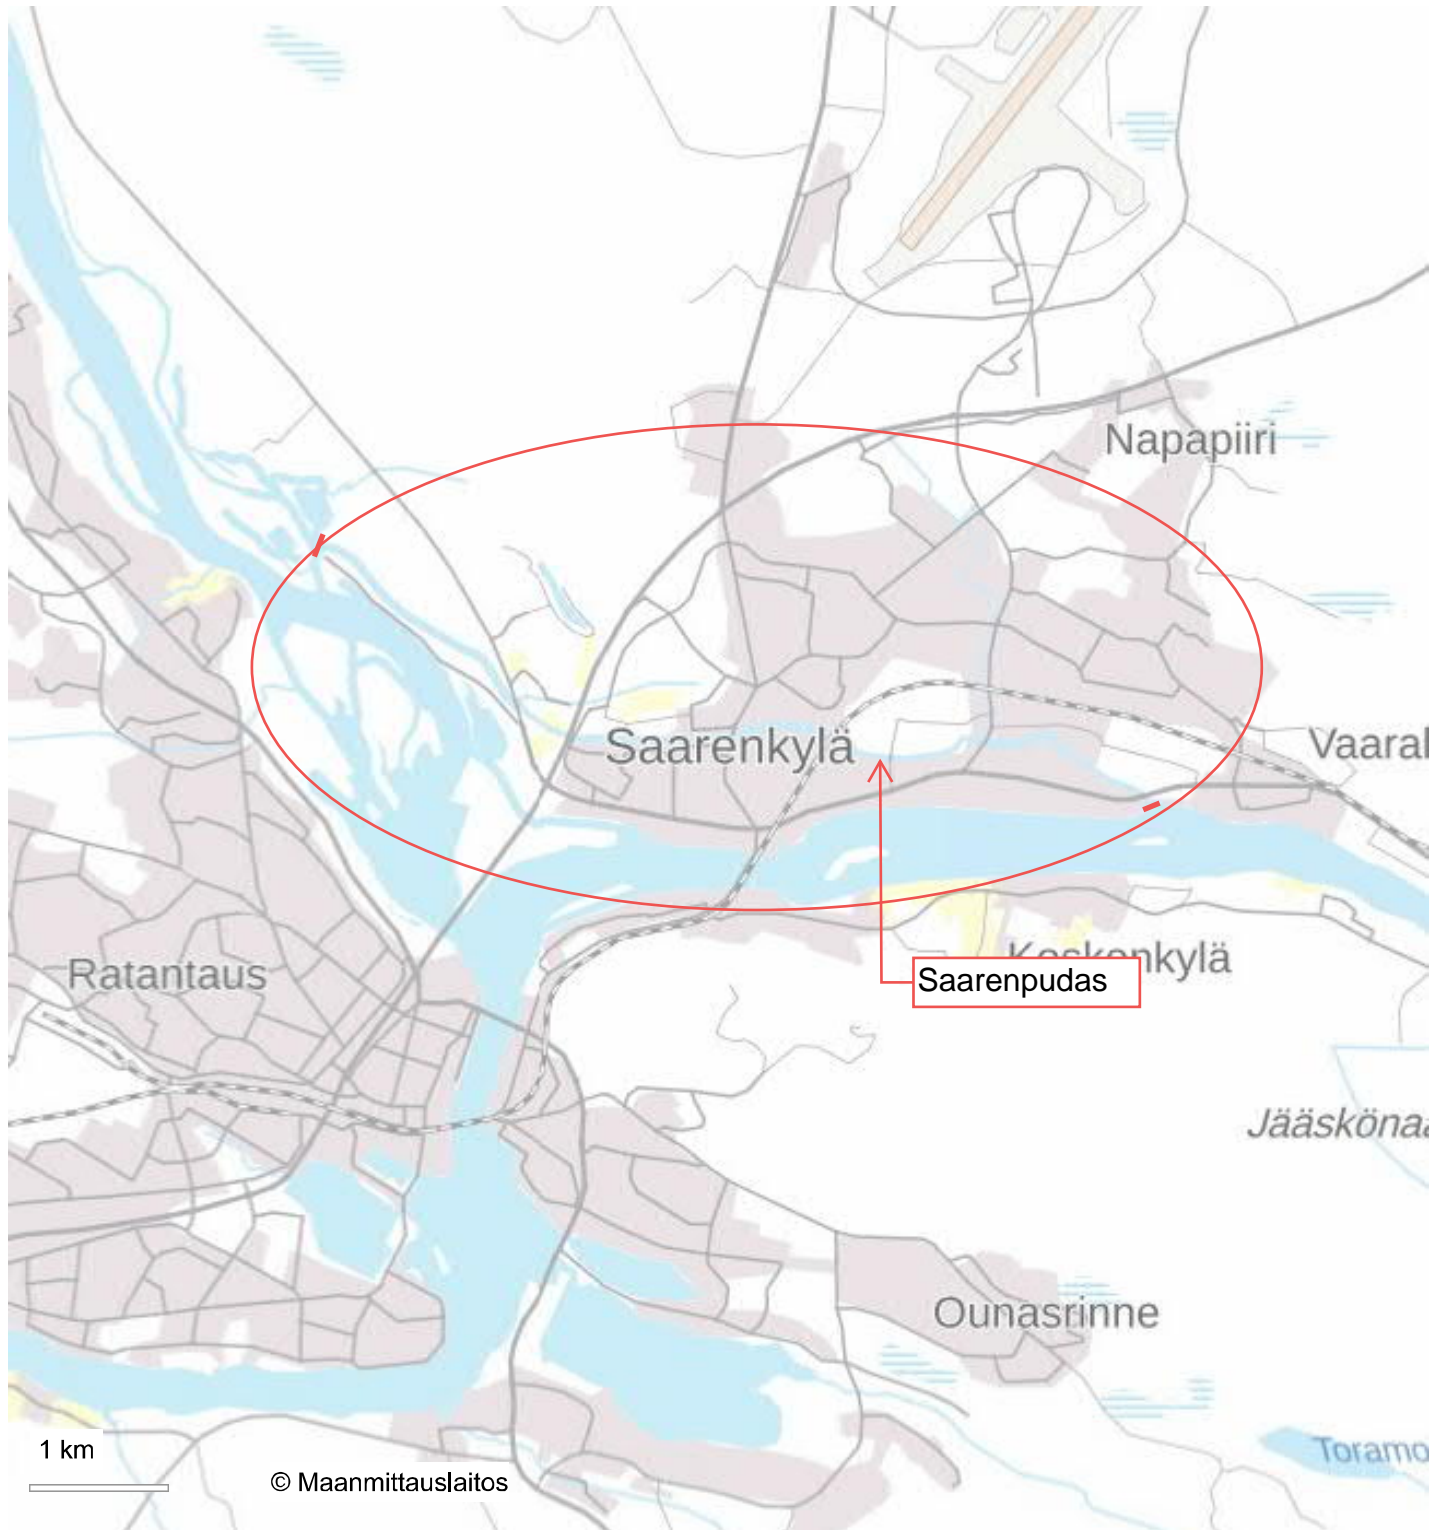 Napapiiri
Saarenkylä
Vaaral
Ratantaus
Saarenpudas
Jääskönaa
Ounasrinne
Toramo
1 km
© Maanmittauslaitos